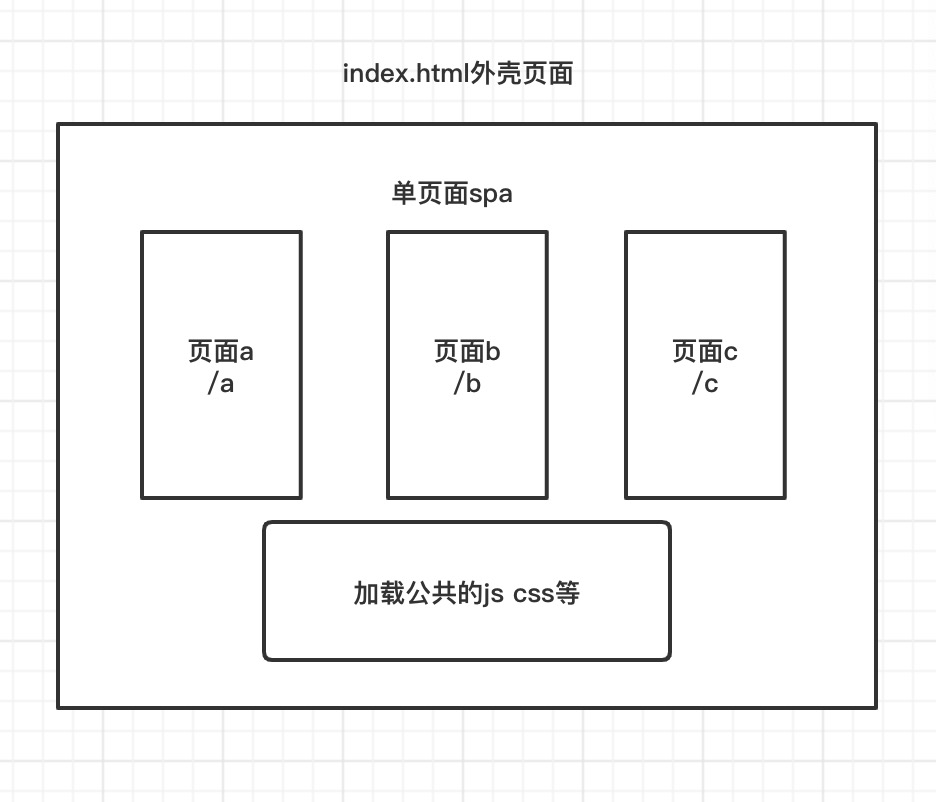 index.html外壳页面
单页面spa
页面a
/a
页面b
/b
页面c
/c
加载公共的js css等